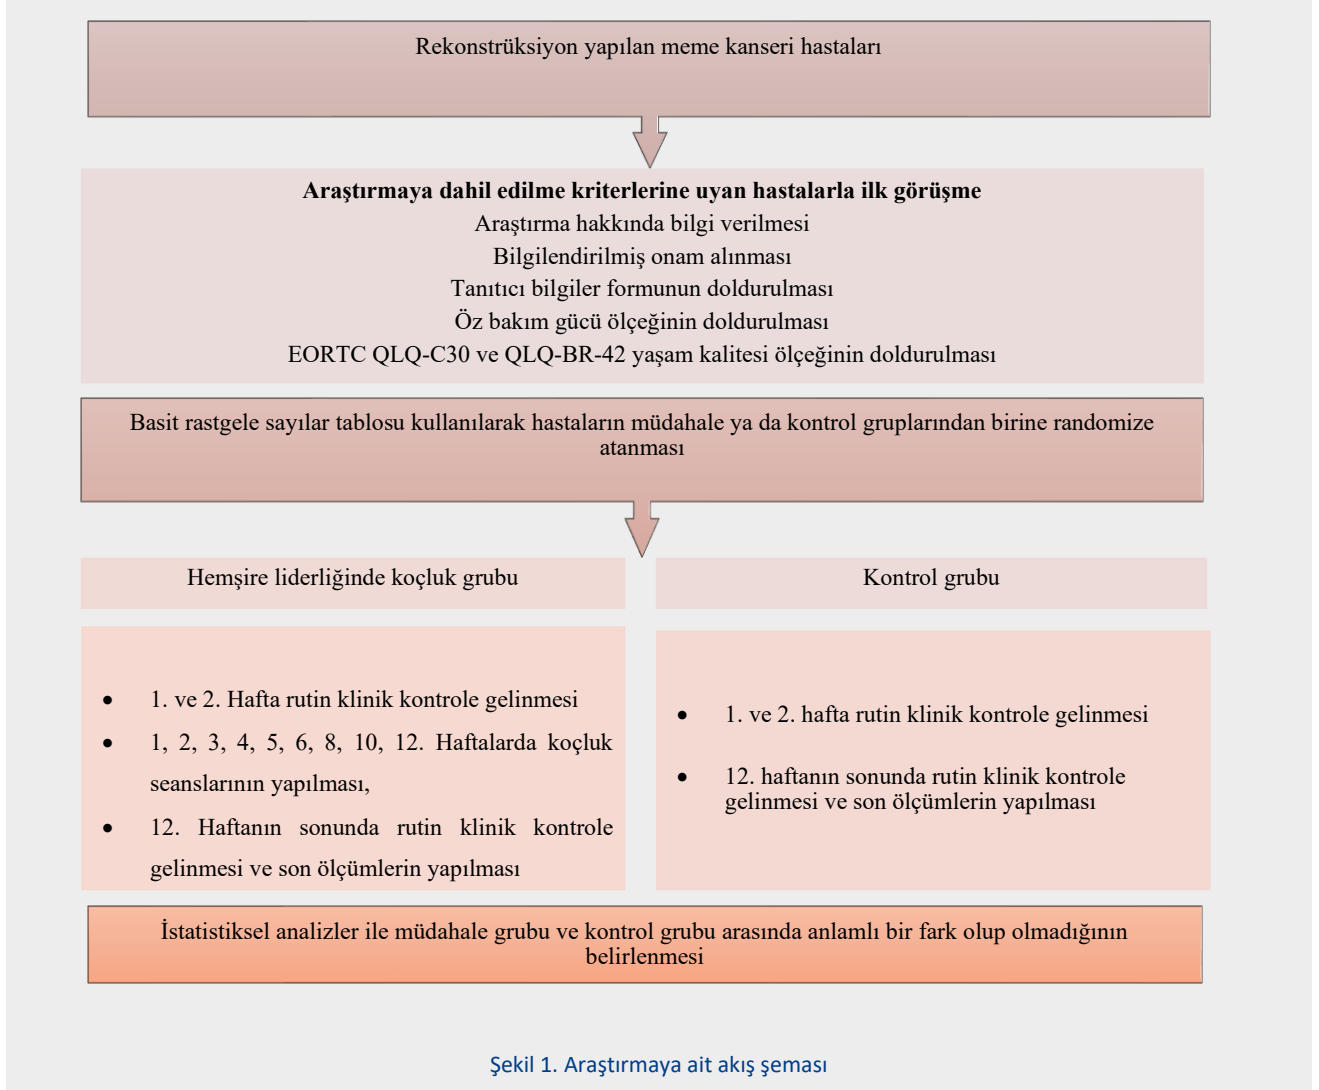 Rekonstrüksiyon yapılan meme kanseri hastaları
Araştırmaya dahil edilme kriterlerine uyan hastalarla ilk görüşme
Araştırma hakkında bilgi verilmesi
Bilgilendirilmiş onam alınması
Tanıtıcı bilgiler formunun doldurulması
Öz bakım gücü ölçeğinin doldurulması
EORTC QLQ-C30 ve QLQ-BR-42 yaşam kalitesi ölçeğinin doldurulması
Basit rastgele sayılar tablosu kullanılarak hastaların müdahale ya da kontrol gruplarından birine randomize
atanması
Hemşire liderliğinde koçluk grubu
• 1. ve 2. Hafta rutin klinik kontrole gelinmesi
• 1, 2, 3, 4, 5, 6, 8, 10, 12. Haftalarda koçluk
seanslarının yapılması,
• 12. Haftanın sonunda rutin klinik kontrole
gelinmesi ve son ölçümlerin yapılması
Kontrol grubu
• 1. ve 2. hafta rutin klinik kontrole gelinmesi
• 12. haftanın sonunda rutin klinik kontrole
gelinmesi ve son ölçümlerin yapılması
İstatistiksel analizler ile müdahale grubu ve kontrol grubu arasında anlamlı bir fark olup olmadığının
belirlenmesi
Şekil 1. Araştırmaya ait akış şeması